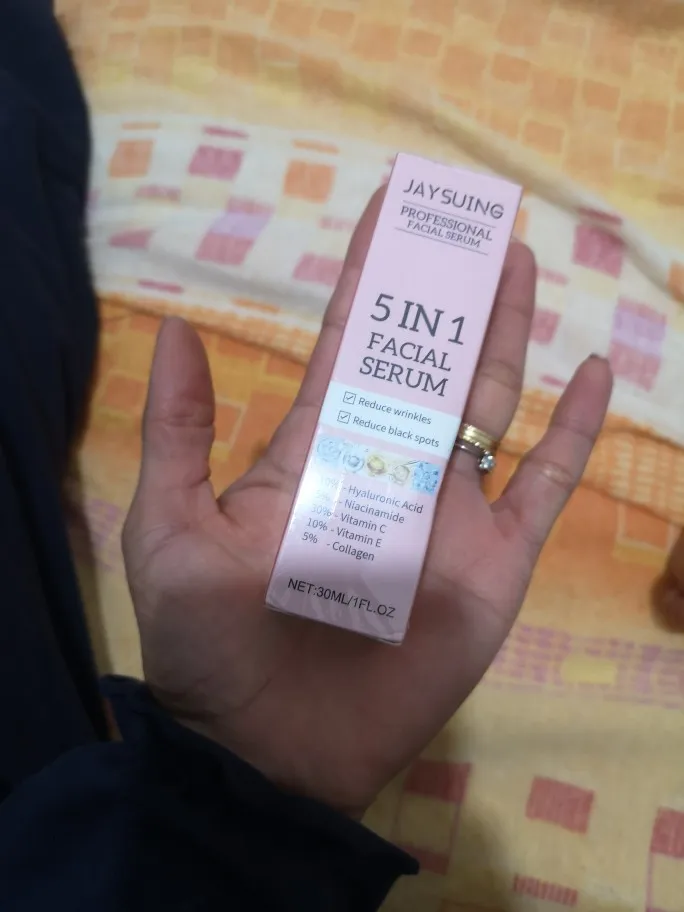 JAYSUING
PROFESSIONAL
FACIAL SERUM
5 IN 1
FACIAL
SERUM
Reduce wrinkles
Reduce black spots
- Hyaluronic Acid
- Niacinamide
- Vitamin C
10% - Vitamin E
5% - Collagen
NET:30ML/1FL.OZ